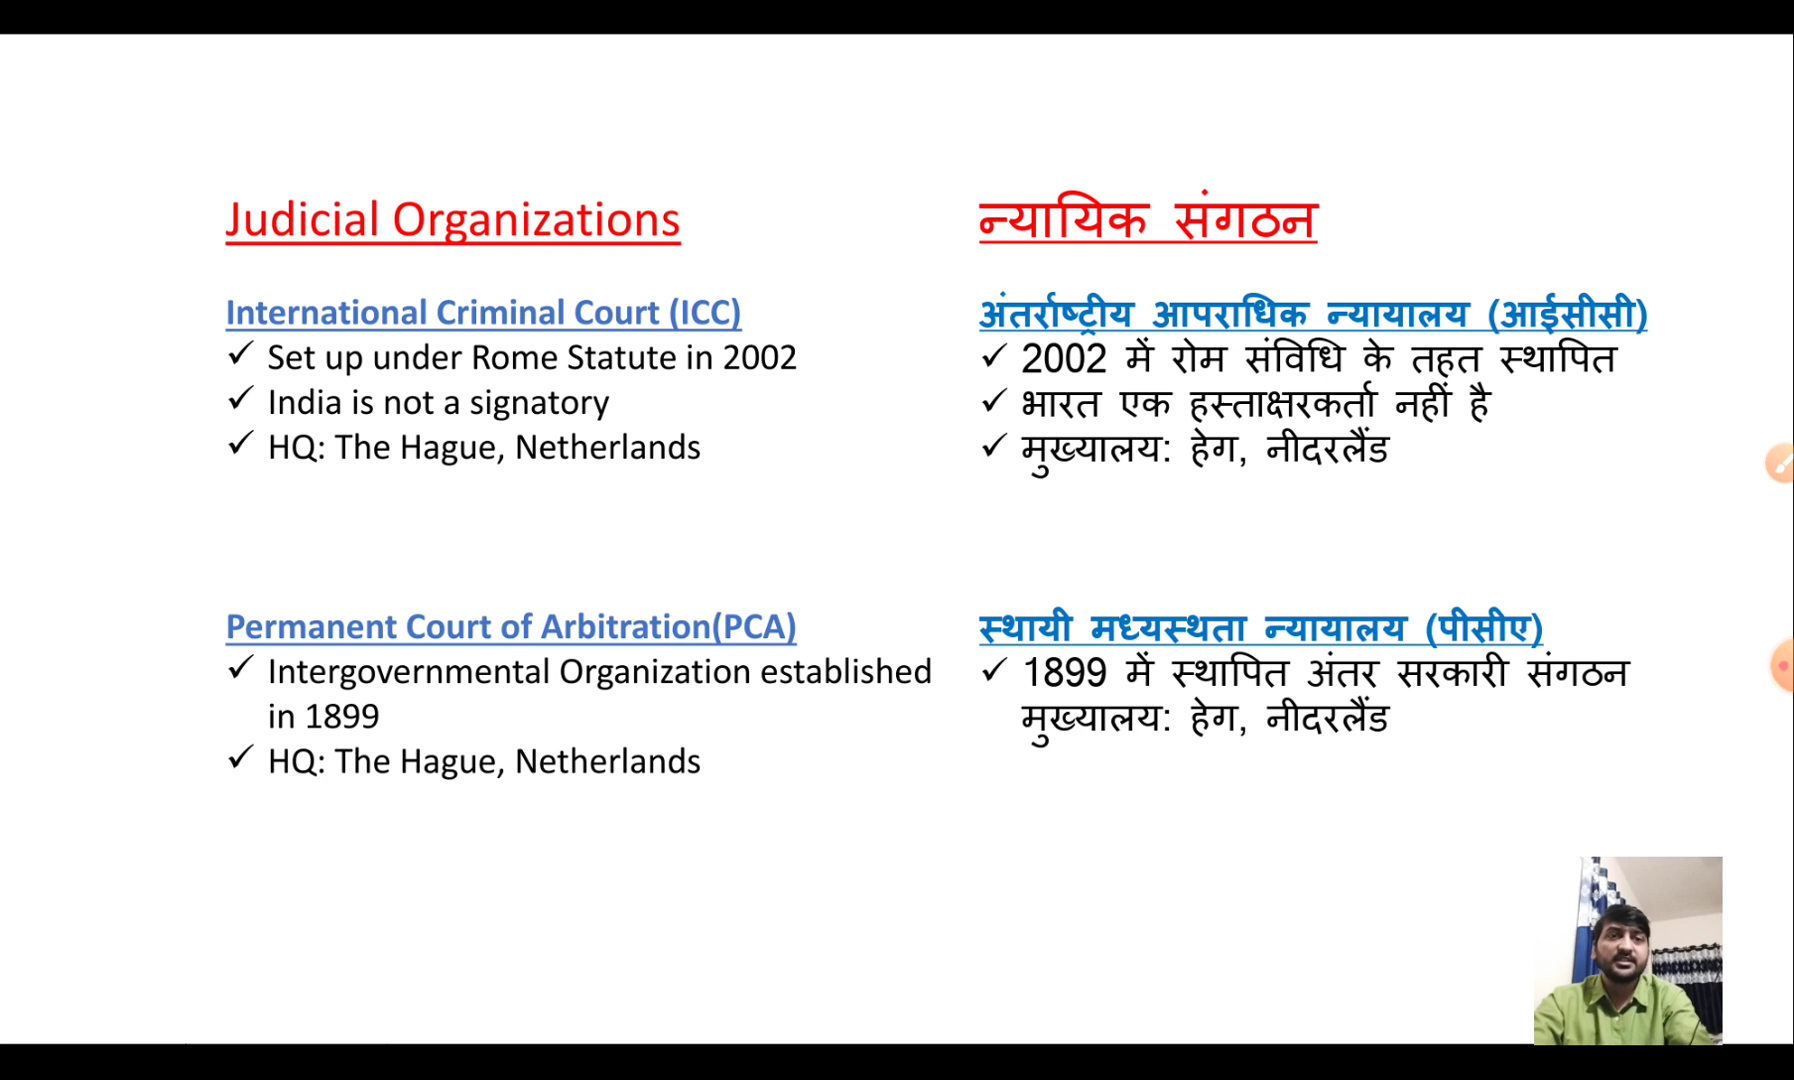 Judicial Organizations
International Criminal Court (ICC)
✓ Set up under Rome Statute in 2002
✓ India is not a signatory
✓ HQ: The Hague, Netherlands
Permanent Court of Arbitration(PCA)
✓ Intergovernmental Organization established
in 1899
✓ HQ: The Hague, Netherlands
न्यायिक संगठन
अंतर्राष्ट्रीय आपराधिक न्यायालय (आईसीसी)
✓ 2002 में रोम संविधि के तहत स्थापित
✓ भारत एक हस्ताक्षरकर्ता नहीं है
✓ मुख्यालय: हेग, नीदरलैंड
स्थायी मध्यस्थता न्यायालय (पीसीए)
✓ 1899 में स्थापित अंतर सरकारी संगठन
मुख्यालय: हेग, नीदरलैंड